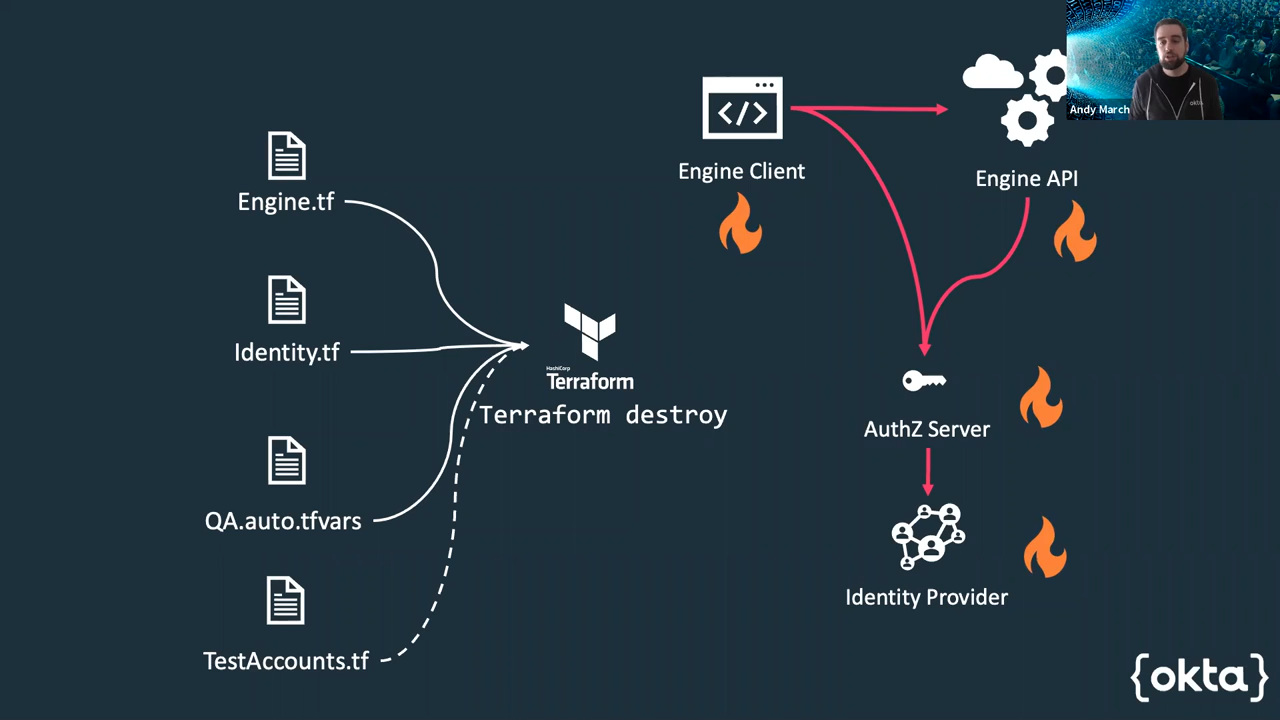 Engine.tf
Identity.tf
QA.auto.tfvars
TestAccounts.tf
HashiCorp
Terraform
Terraform destroy
</>
Engine Client
Engine API
AuthZ Server
Identity Provider
Andy March
okta
{okta}